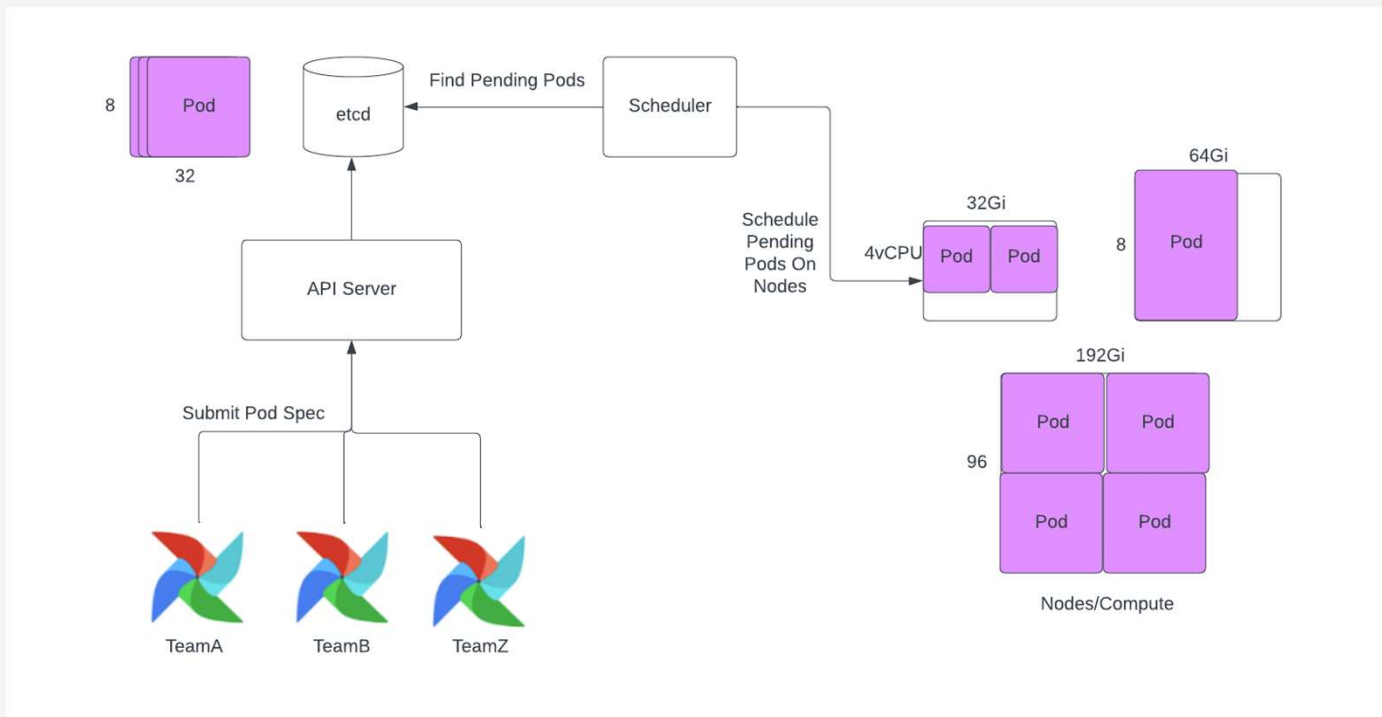 8
Pod
32
etcd
Find Pending Pods
Scheduler
API Server
Submit Pod Spec
TeamA
TeamB
TeamZ
Schedule
Pending
Pods On
Nodes
32Gi
4vCPU
Pod
Pod
64Gi
8
Pod
192Gi
96
Pod
Pod
Pod
Pod
Nodes/Compute